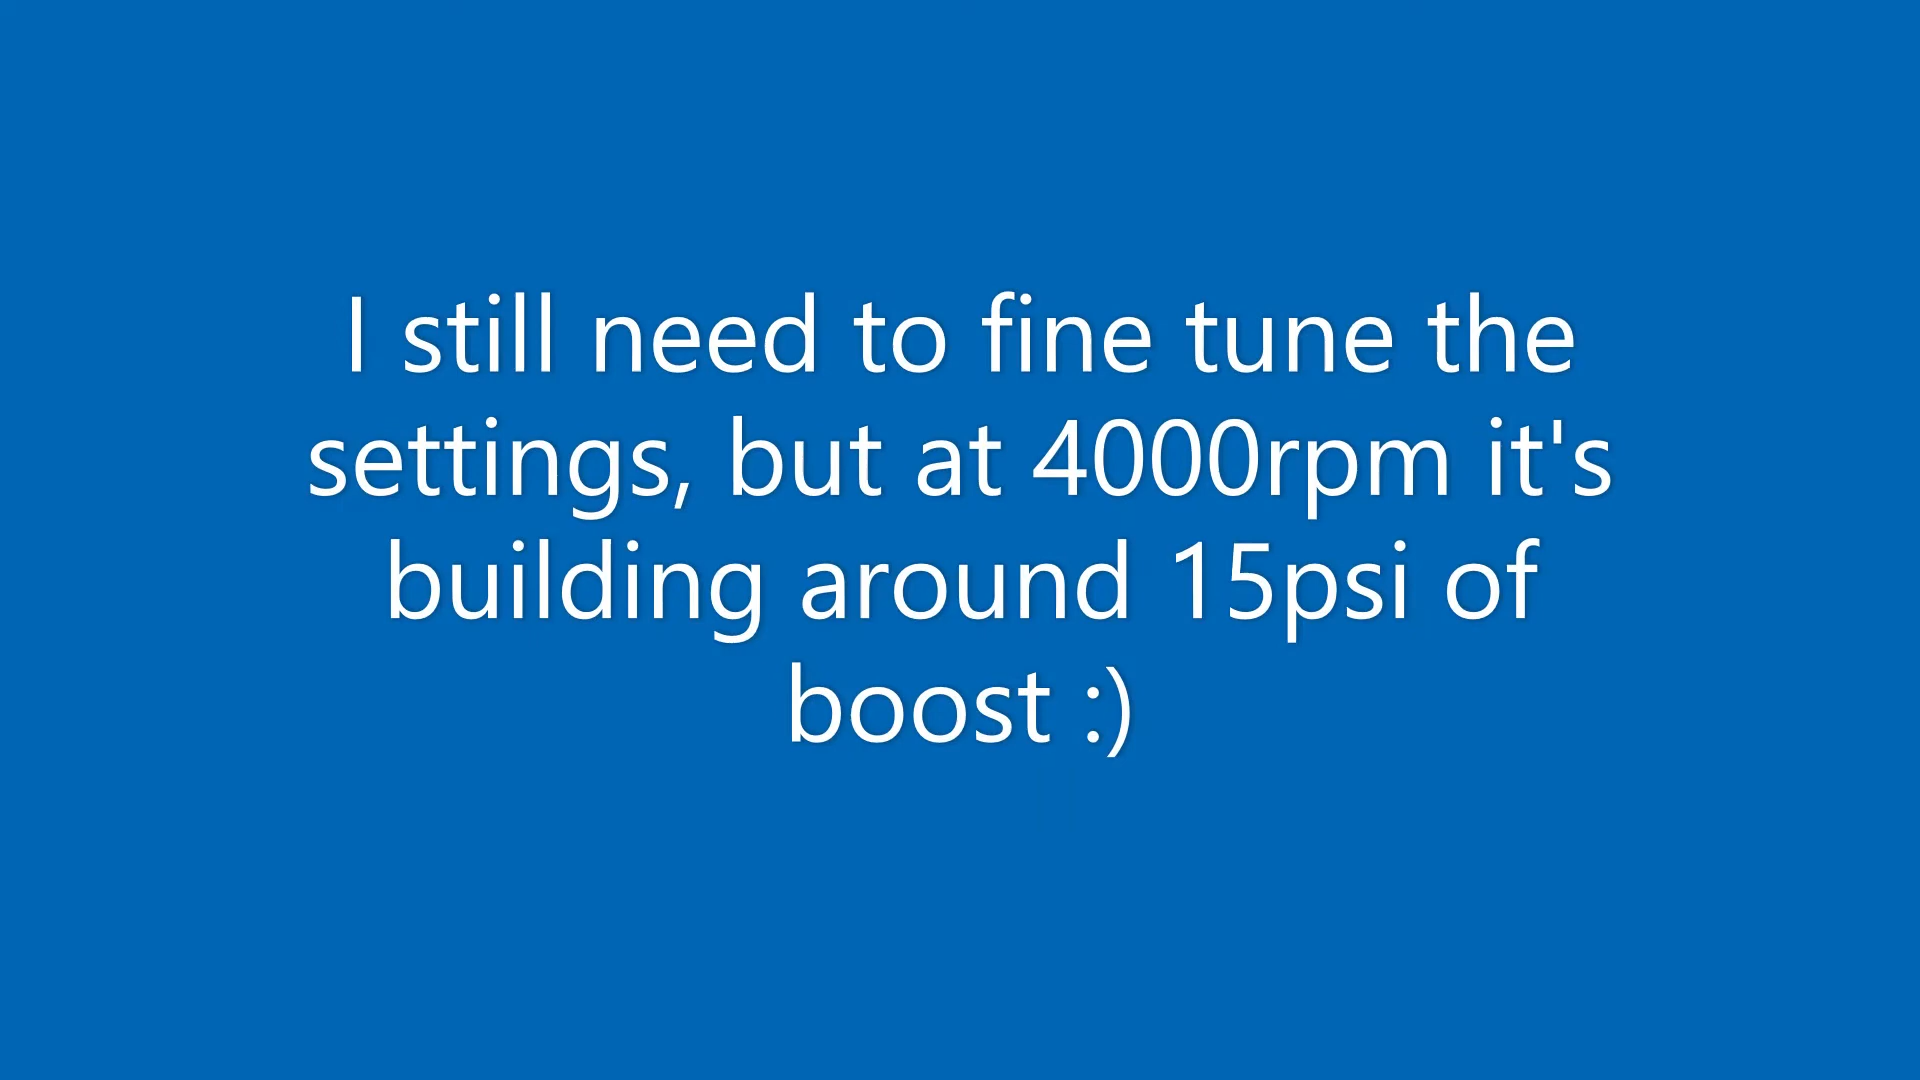 I still need to fine tune the
settings, but at 4000rpm it's
building around 15psi of
boost :)